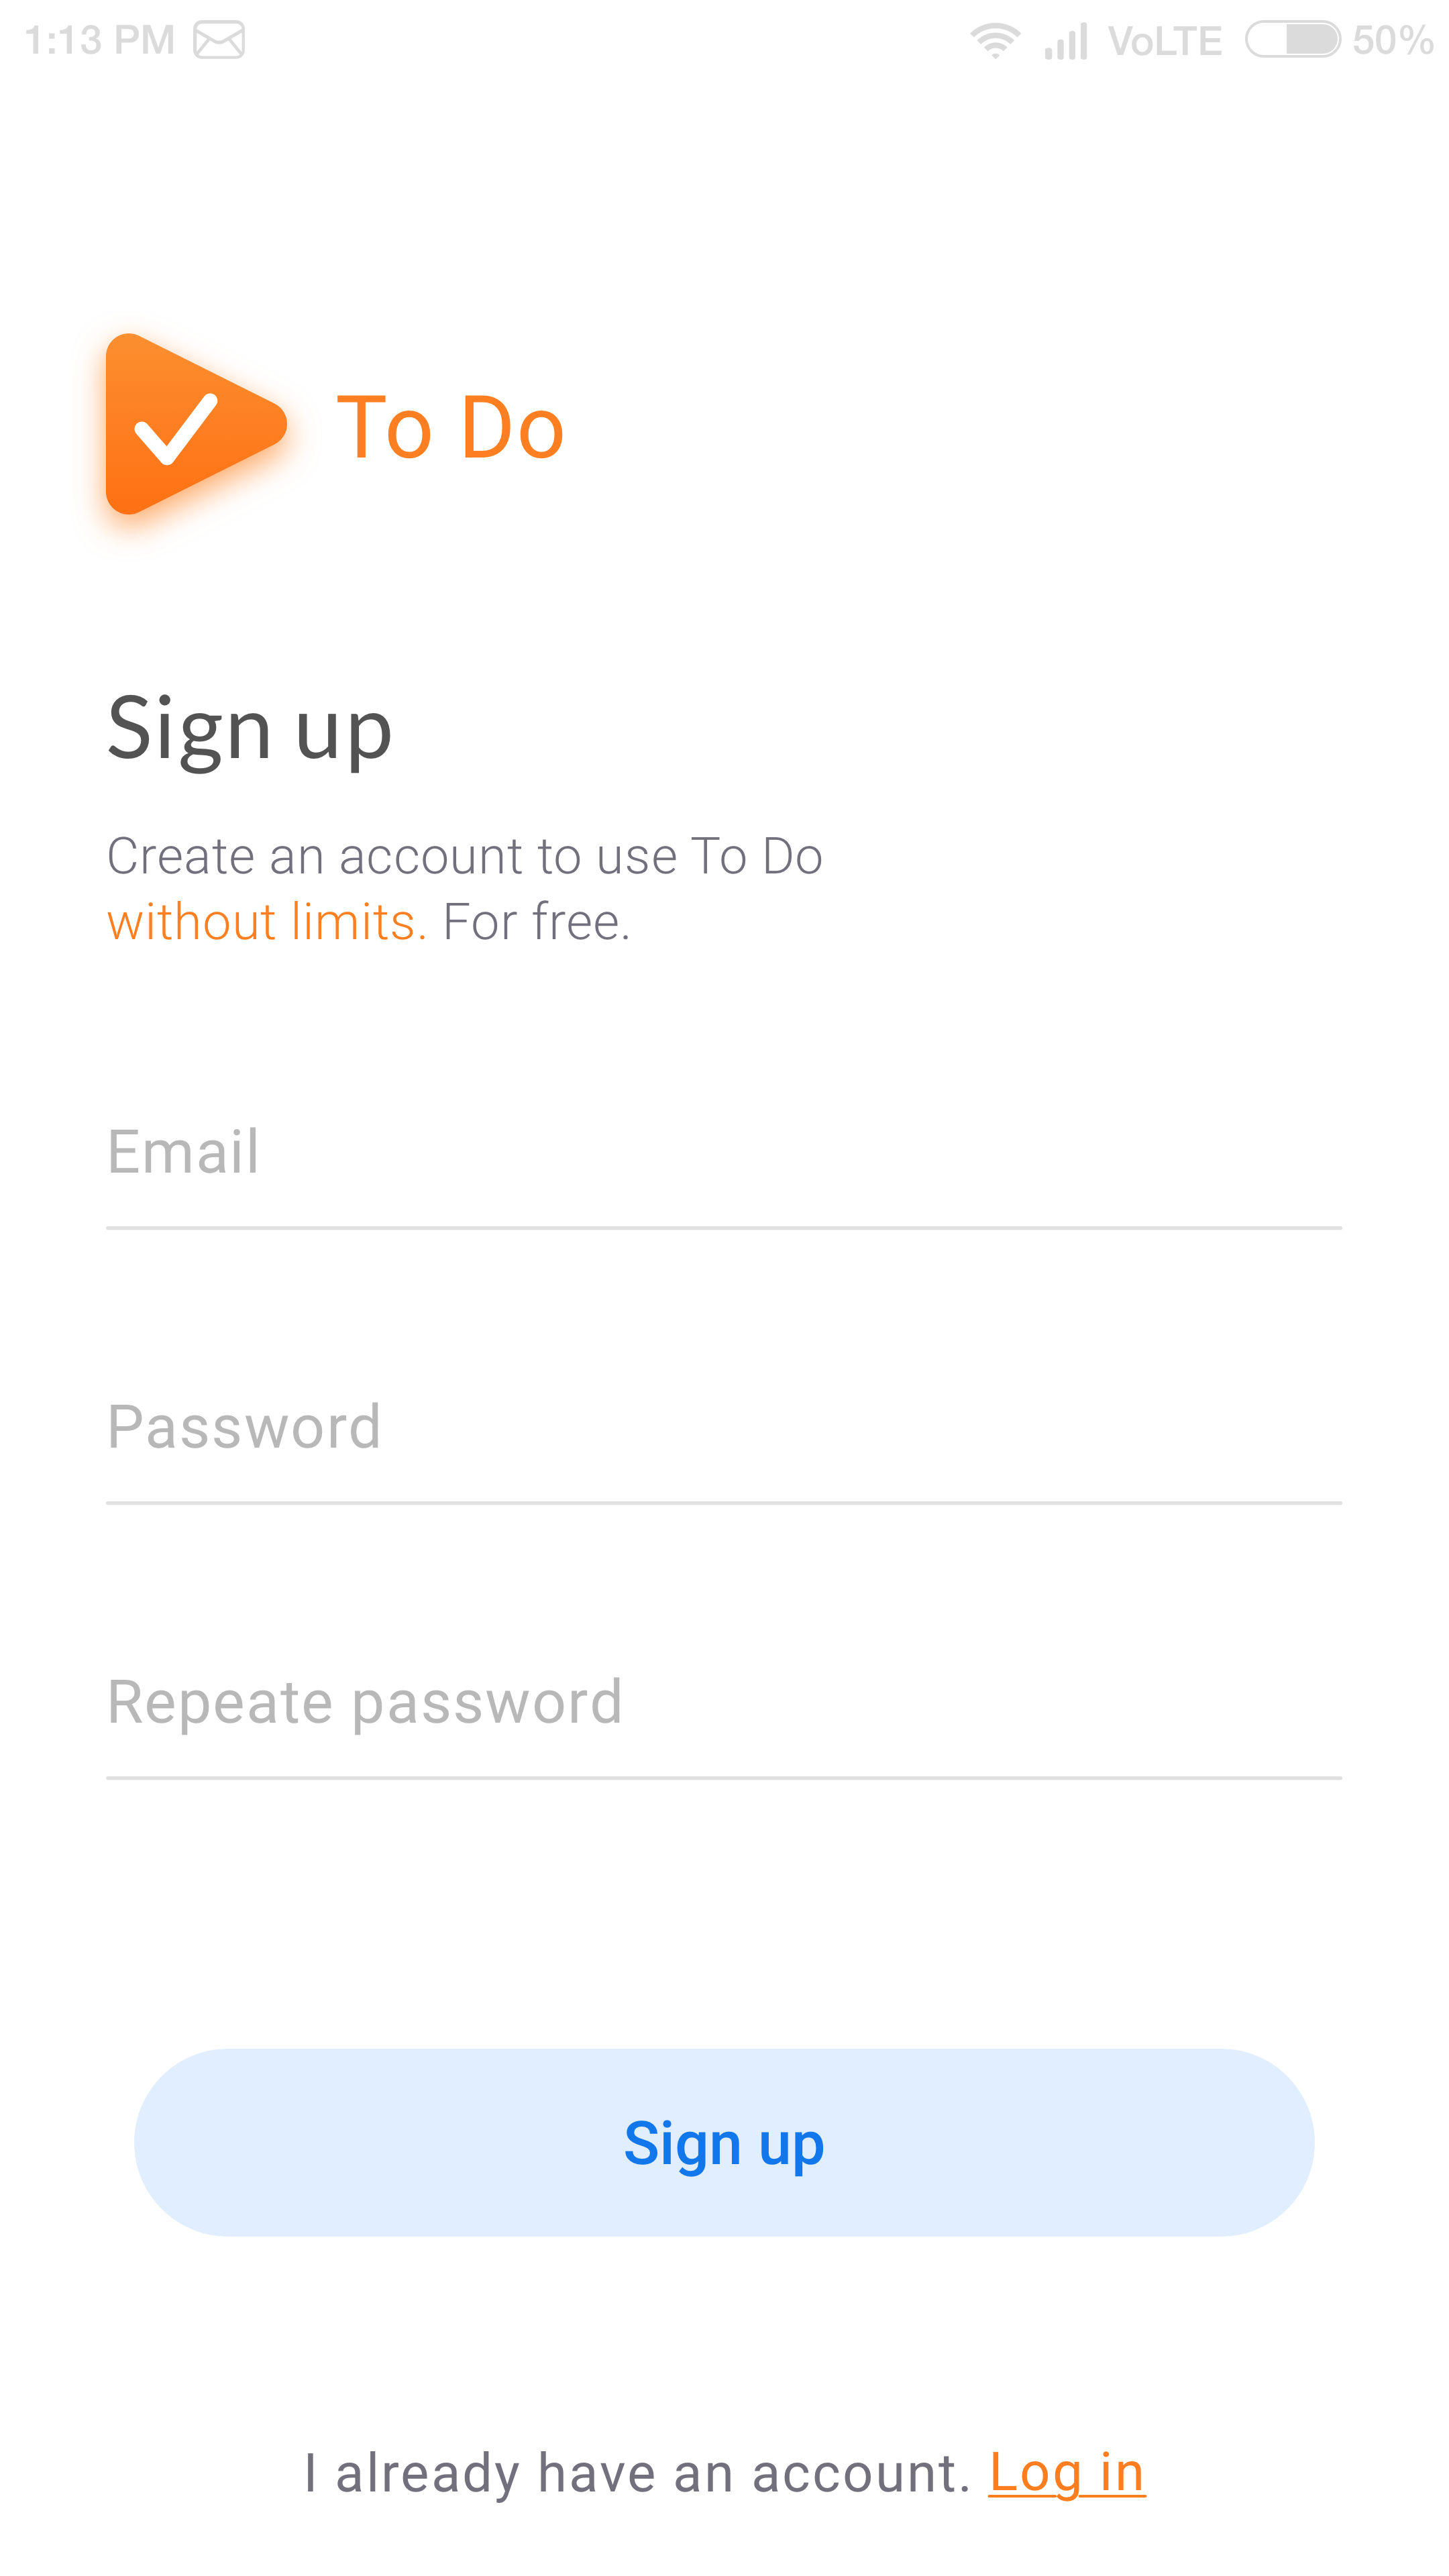 1:13 PM VoLTE 50%
To Do
Sign up
Create an account to use To Do
without limits. For free.
Email
Password
Repeate password
Sign up
I already have an account. Log in